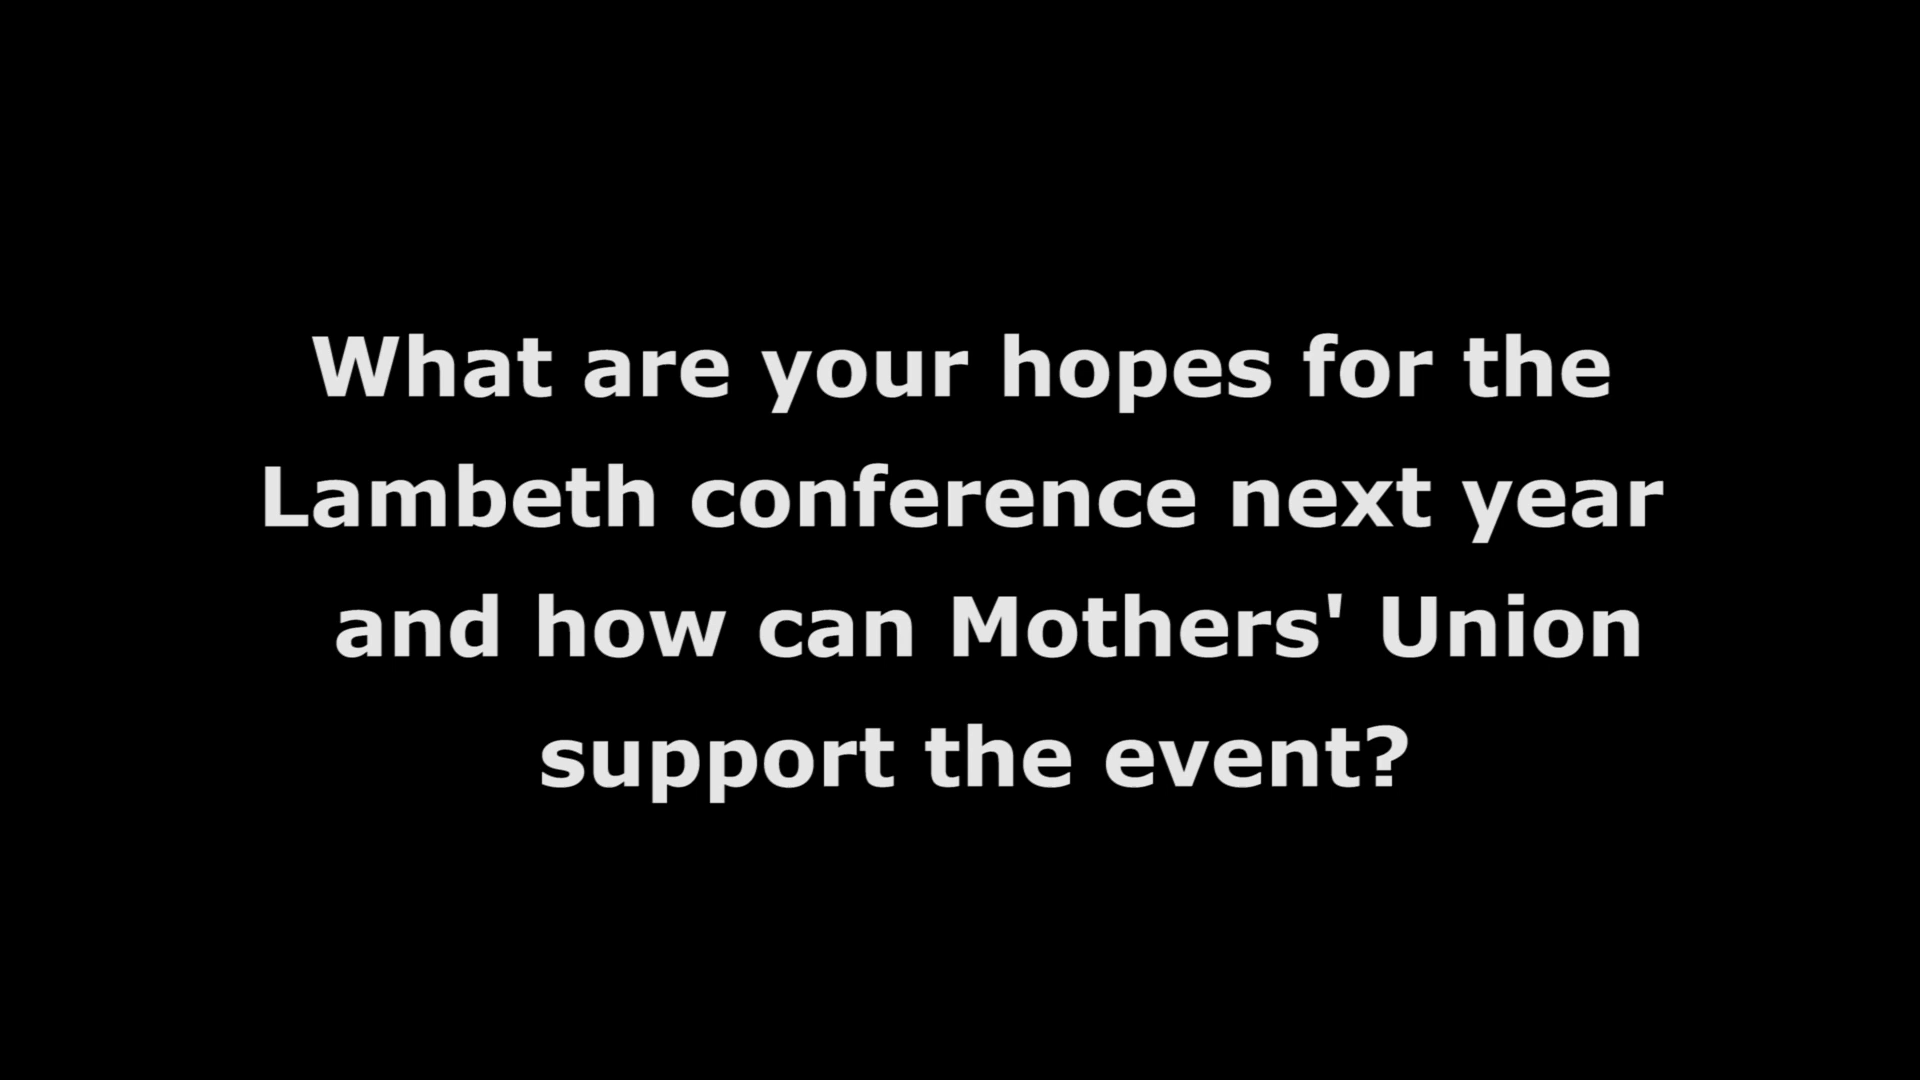 What are your hopes for the
Lambeth conference next year
and how can Mothers' Union
support the event?